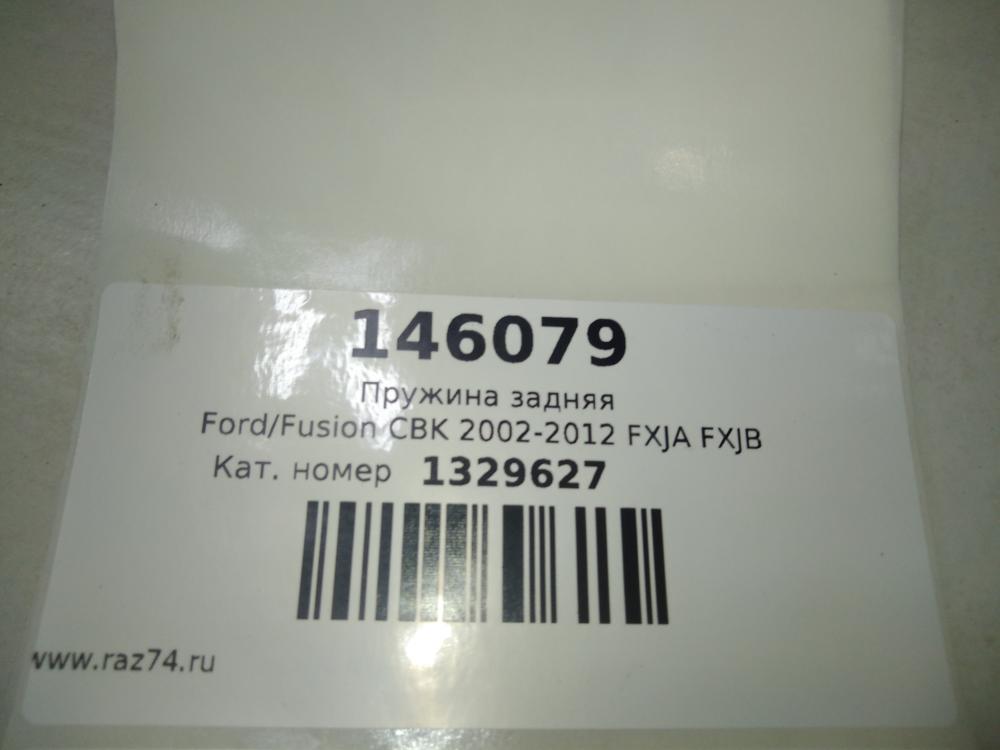 146079
Пружина задняя
Ford/Fusion CBK 2002-2012 FXJA FXJB
Кат. номер 1329627
www.raz74.ru